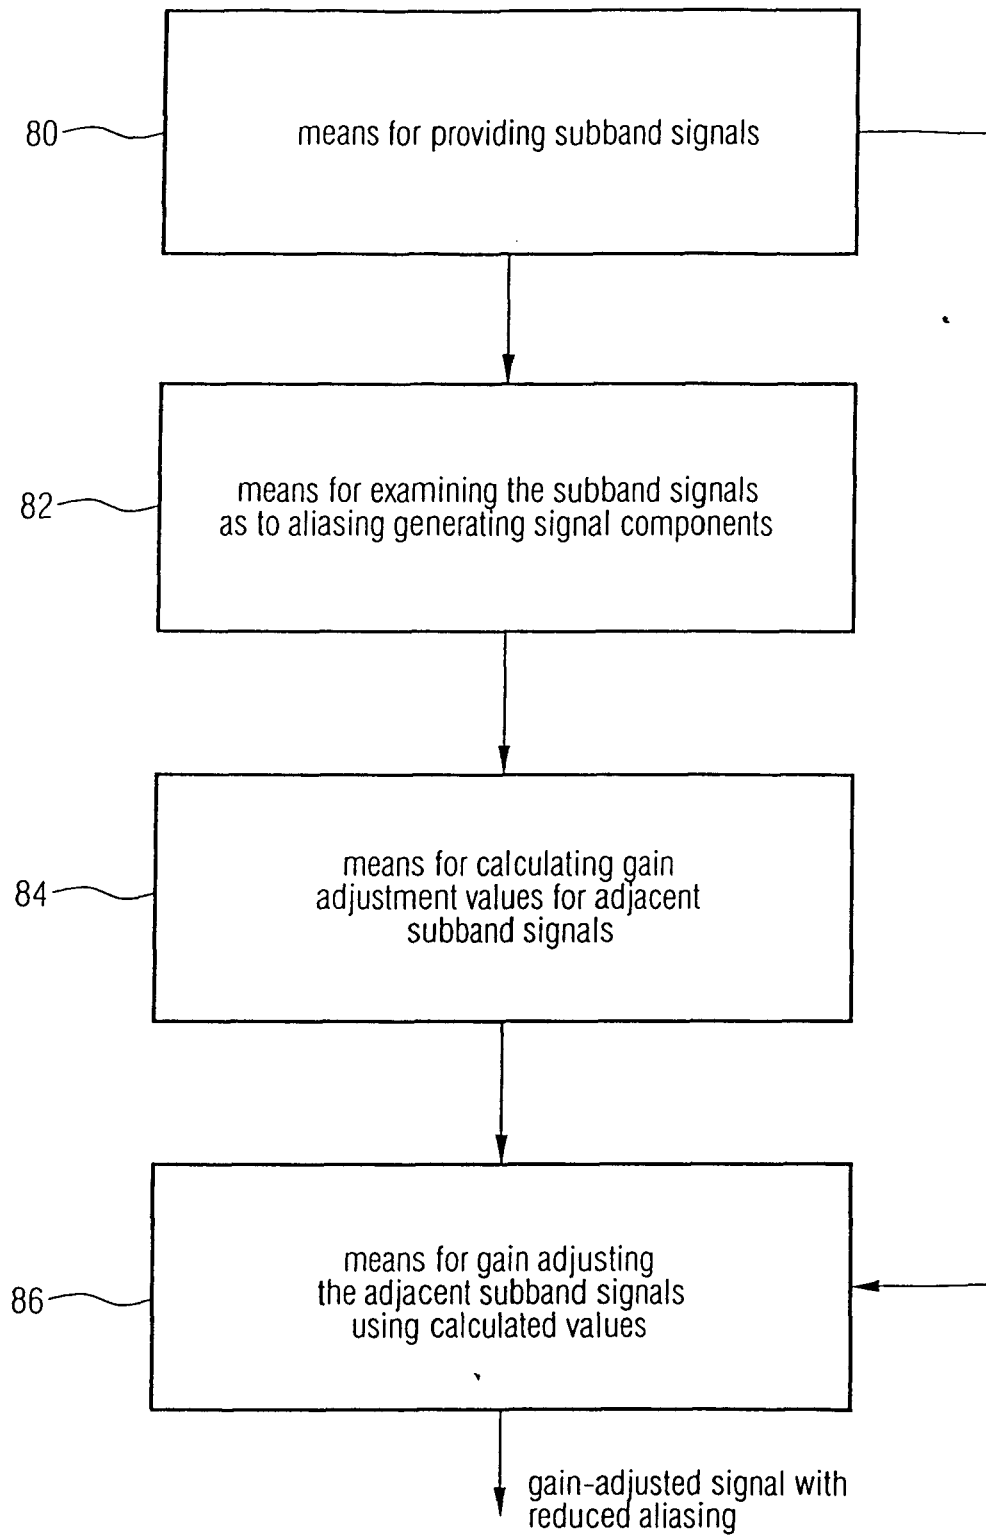 80
means for providing subband signals
82
means for examining the subband signals
as to aliasing generating signal components
84
means for calculating gain
adjustment values for adjacent
subband signals
86
means for gain adjusting
the adjacent subband signals
using calculated values
gain-adjusted signal with
reduced aliasing